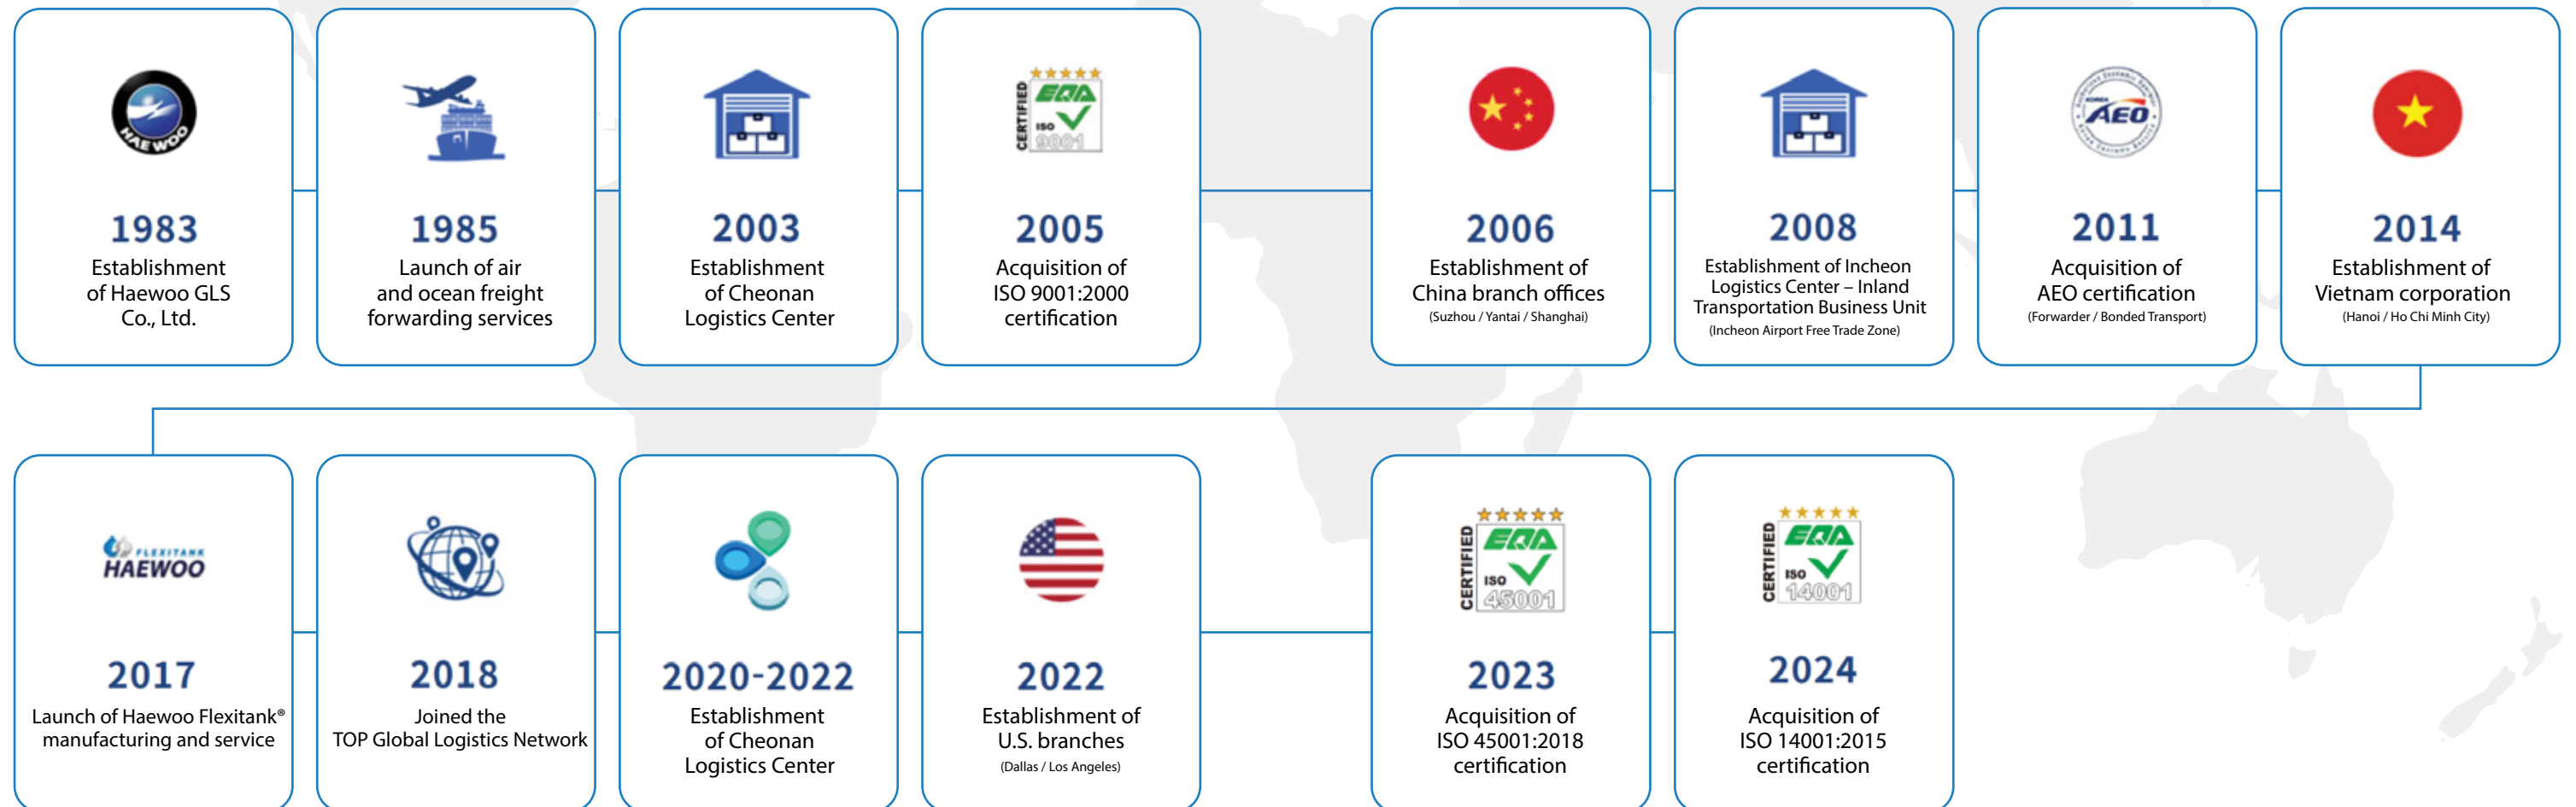 HAEWOO
1983
Establishment
of Haewoo GLS
Co., Ltd.
1985
Launch of air
and ocean freight
forwarding services
2003
Establishment
of Cheonan
Logistics Center
CERTIFIED
EQA
ISO
9001
2005
Acquisition of
ISO 9001:2000
certification
2006
Establishment of
China branch offices
(Suzhou / Yantai / Shanghai)
2008
Establishment of Incheon
Logistics Center – Inland
Transportation Business Unit
(Incheon Airport Free Trade Zone)
KOREA
AEO
2011
Acquisition of
AEO certification
(Forwarder / Bonded Transport)
2014
Establishment of
Vietnam corporation
(Hanoi / Ho Chi Minh City)
FLEXITANK
HAEWOO
2017
Launch of Haewoo Flexitank®
manufacturing and service
2018
Joined the
TOP Global Logistics Network
2020-2022
Establishment
of Cheonan
Logistics Center
2022
Establishment of
U.S. branches
(Dallas / Los Angeles)
CERTIFIED
EQA
ISO
45001
2023
Acquisition of
ISO 45001:2018
certification
CERTIFIED
EQA
ISO
14001
2024
Acquisition of
ISO 14001:2015
certification